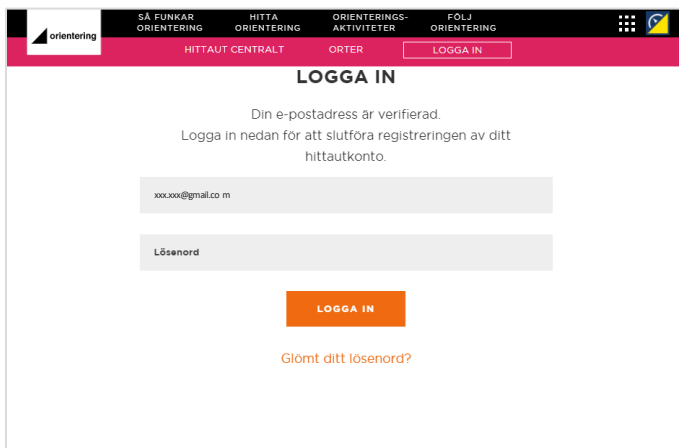 orientering
SÅ FUNKAR
ORIENTERING
HITTA
ORIENTERING
ORIENTERINGS-
AKTIVITETER
FÖLJ
ORIENTERING
HITTAUT CENTRALT
ORTER
LOGGA IN
LOGGA IN
Din e-postadress är verifierad.
Logga in nedan för att slutföra registreringen av ditt
hittautkonto.
xxx.xxx@gmail.co m
Lösenord
LOGGA IN
Glömt ditt lösenord?